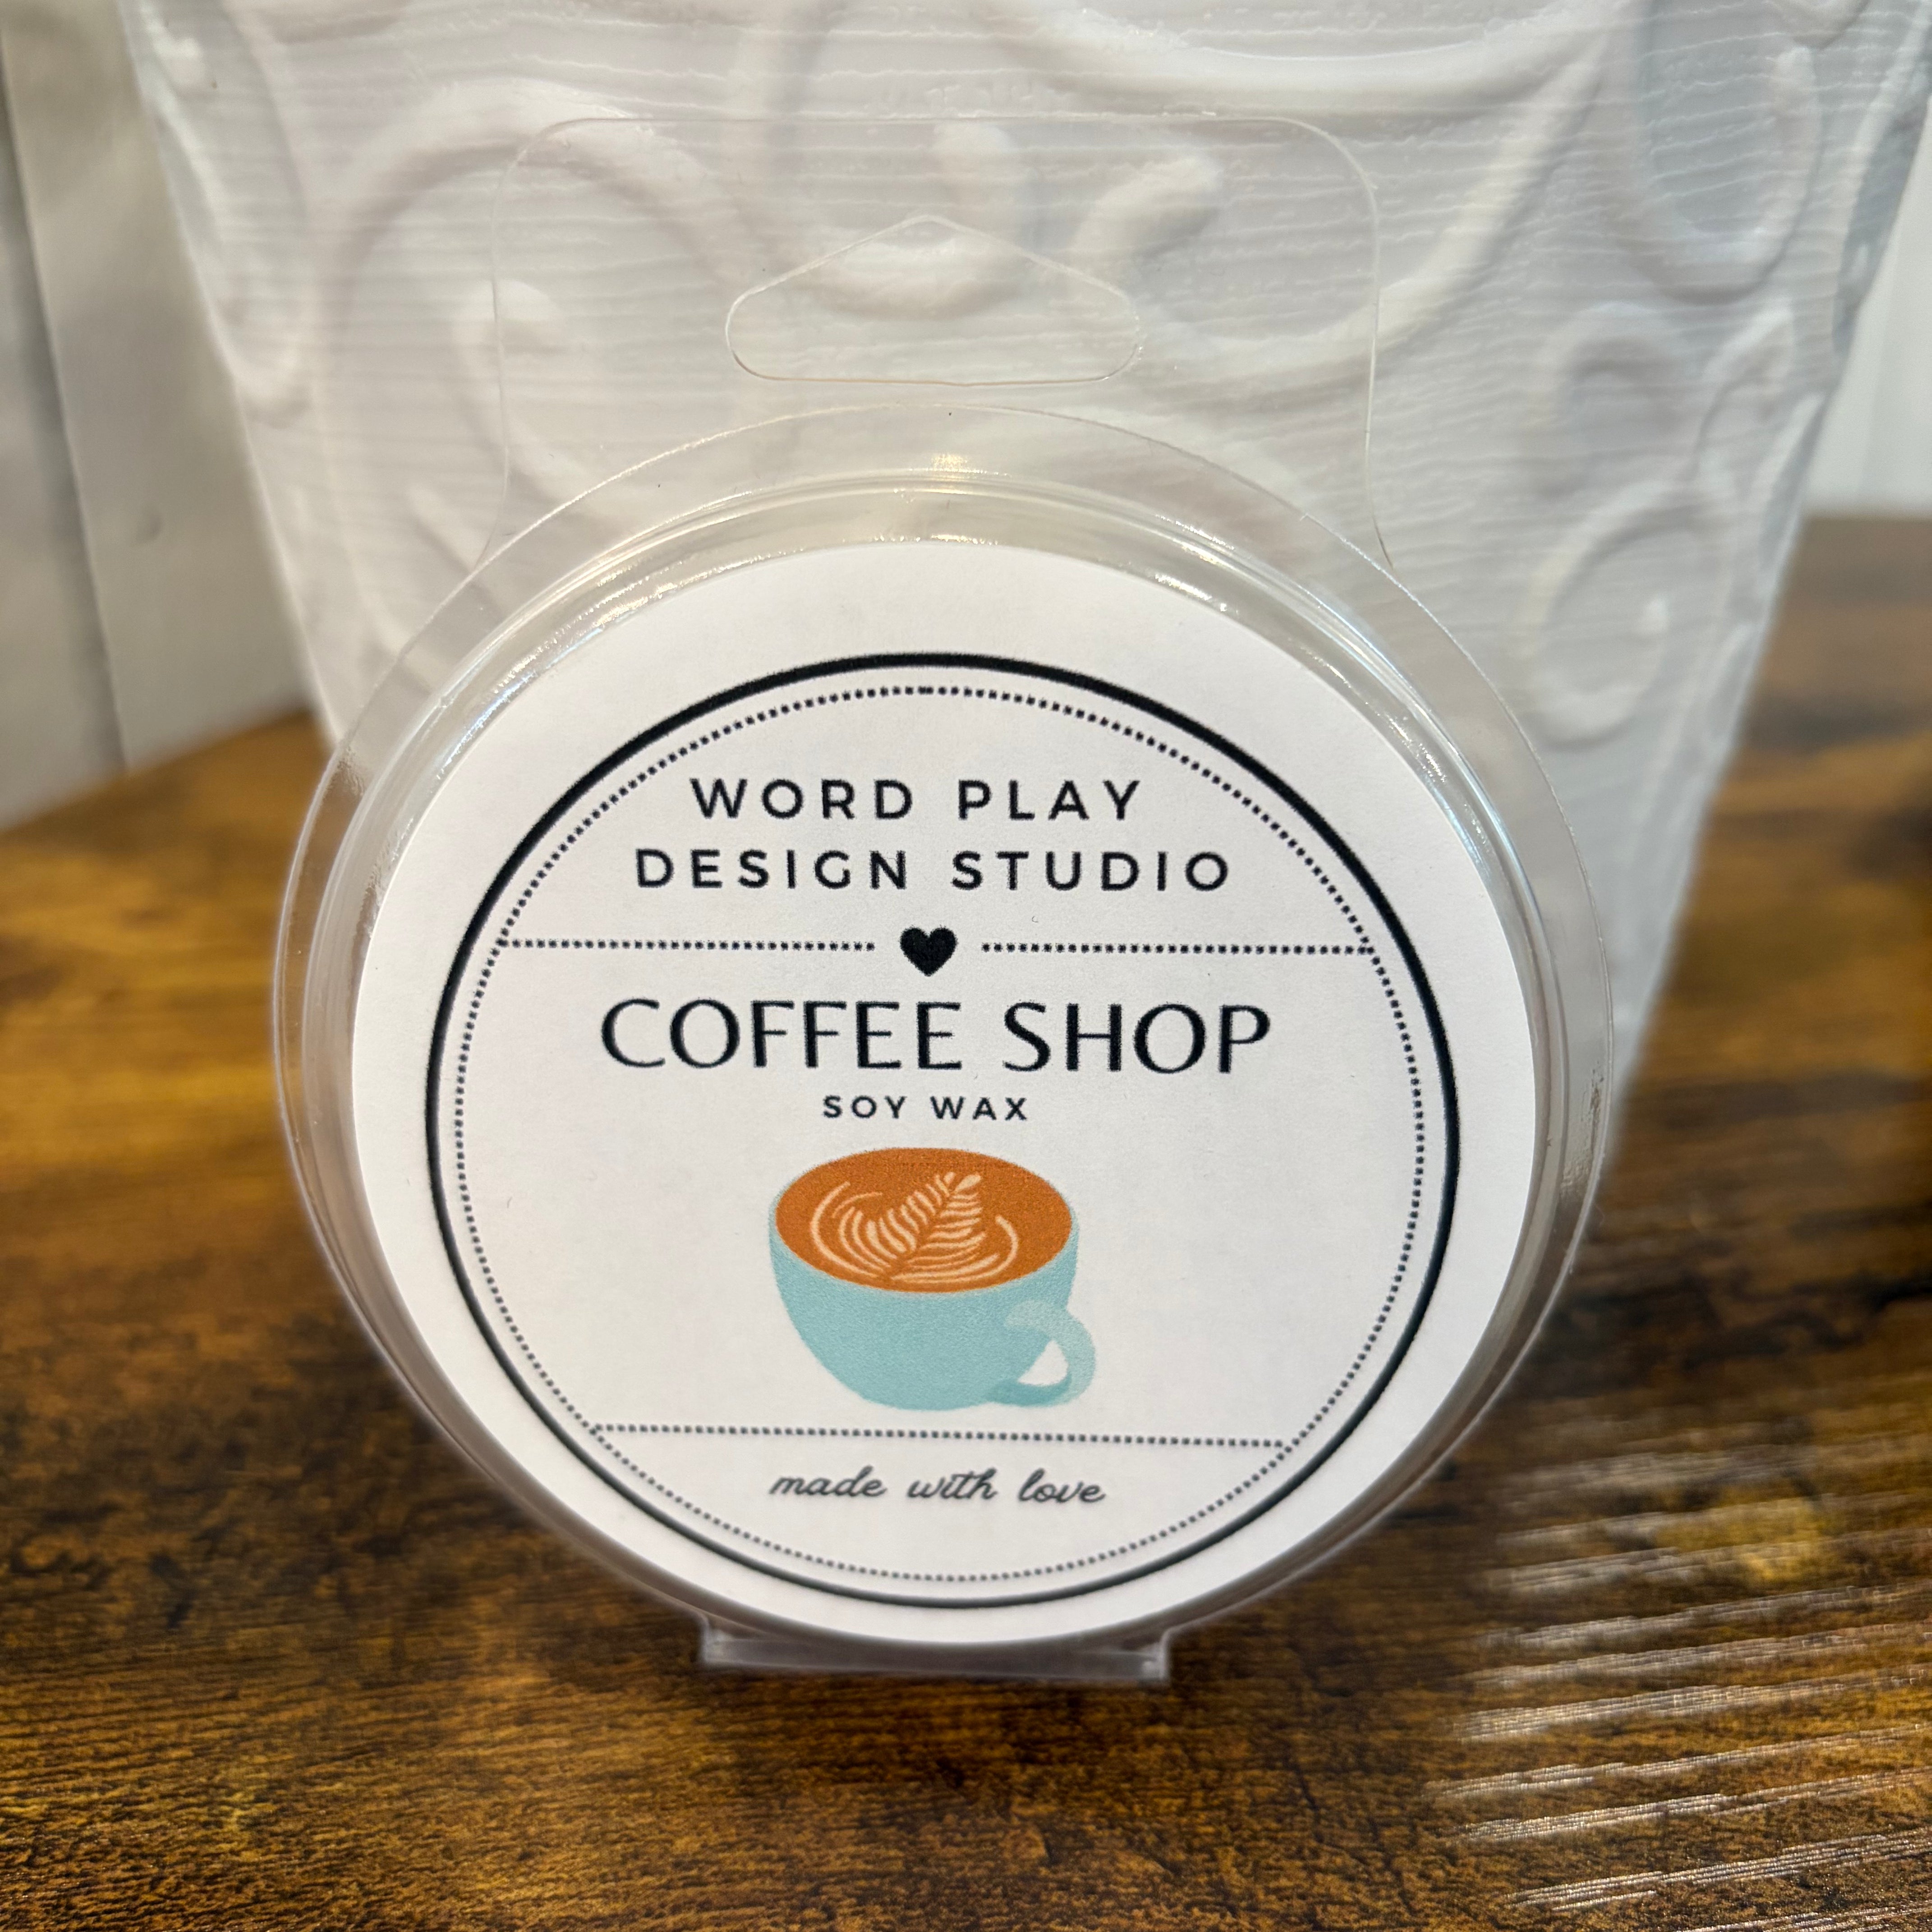 WORD PLAY
DESIGN STUDIO
COFFEE SHOP
SOY WAX
made with love